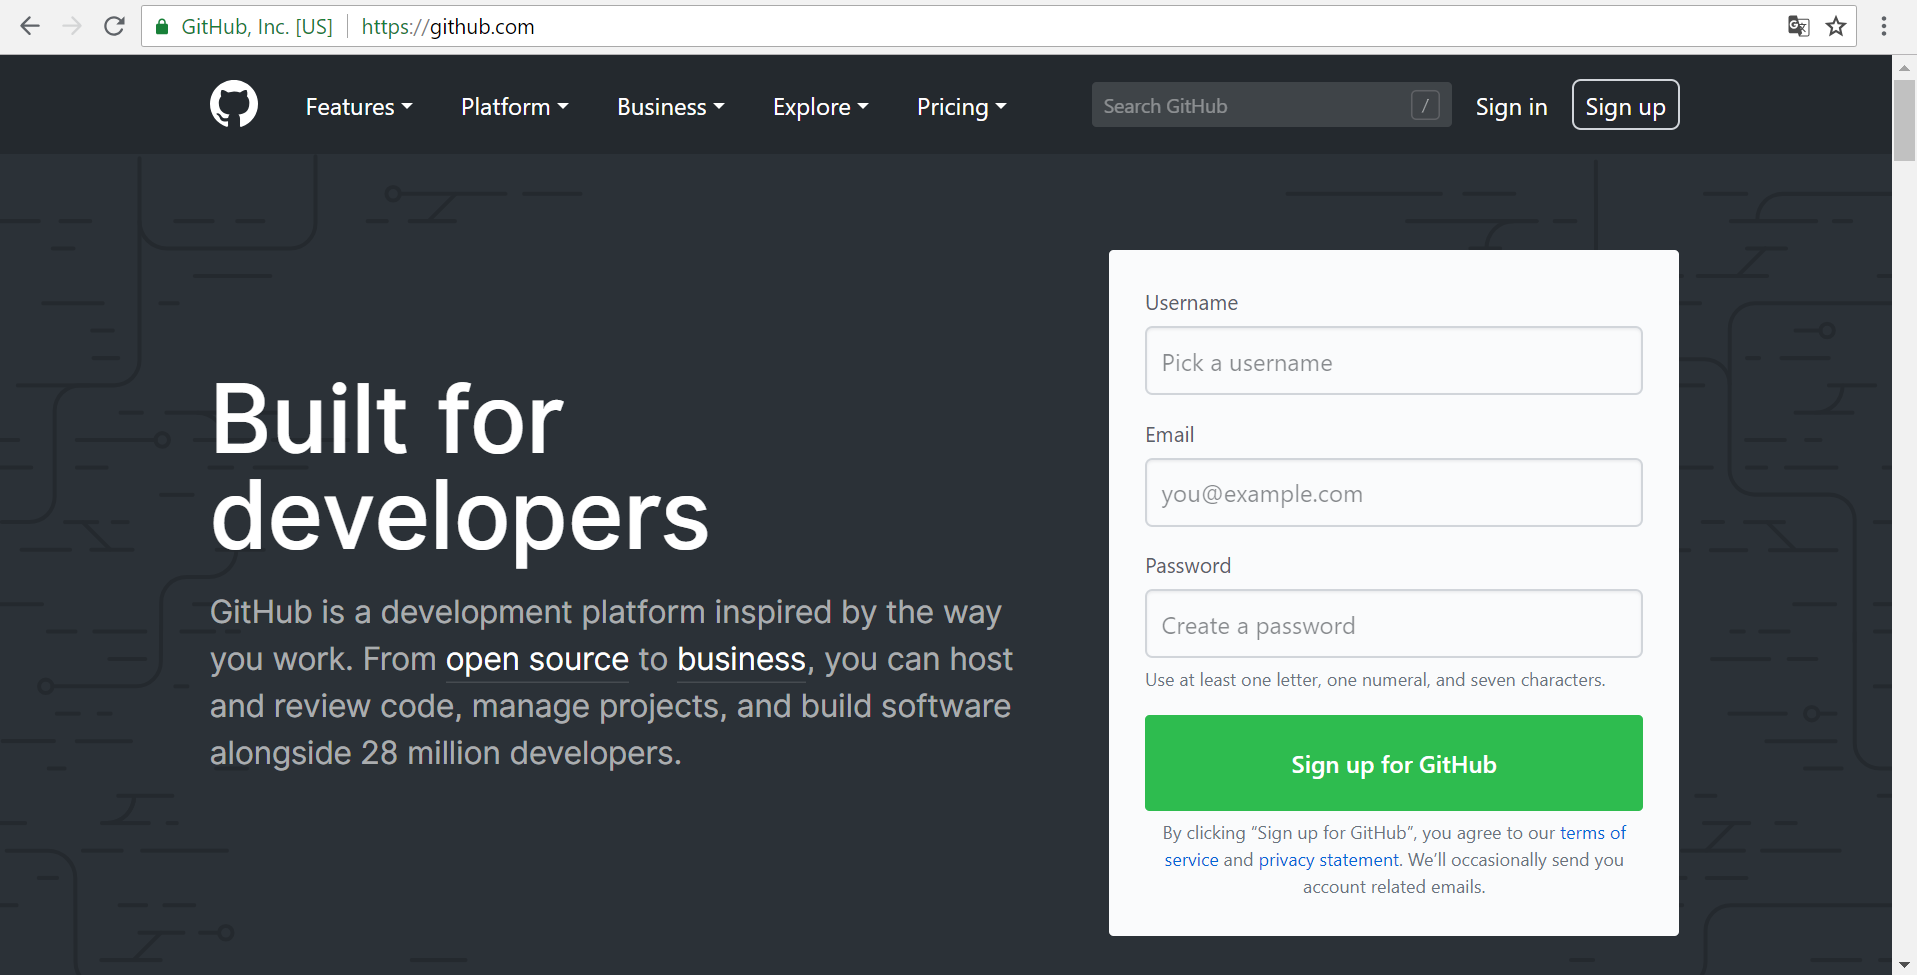 GitHub, Inc. [US] https://github.com
Features Platform Business Explore Pricing Search GitHub / Sign in Sign up
Built for
developers
GitHub is a development platform inspired by the way
you work. From open source to business, you can host
and review code, manage projects, and build software
alongside 28 million developers.
Username
Pick a username
Email
you@example.com
Password
Create a password
Use at least one letter, one numeral, and seven characters.
Sign up for GitHub
By clicking “Sign up for GitHub”, you agree to our terms of
service and privacy statement. We’ll occasionally send you
account related emails.